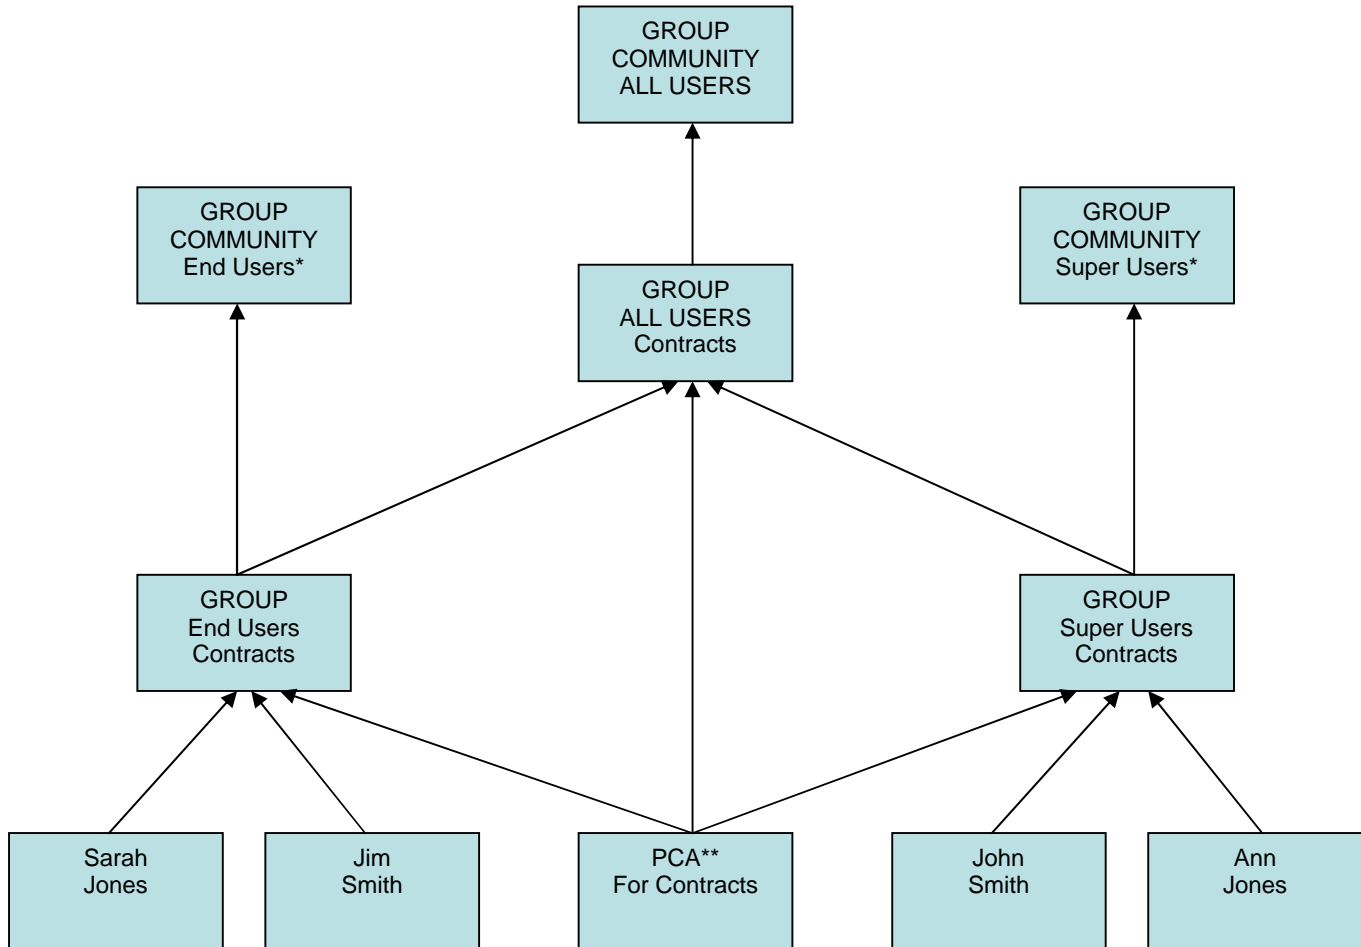 GROUP
COMMUNITY
ALL USERS
GROUP
COMMUNITY
End Users*
GROUP
COMMUNITY
Super Users*
GROUP
ALL USERS
Contracts
GROUP
End Users
Contracts
GROUP
Super Users
Contracts
Sarah
Jones
Jim
Smith
PCA**
For Contracts
John
Smith
Ann
Jones